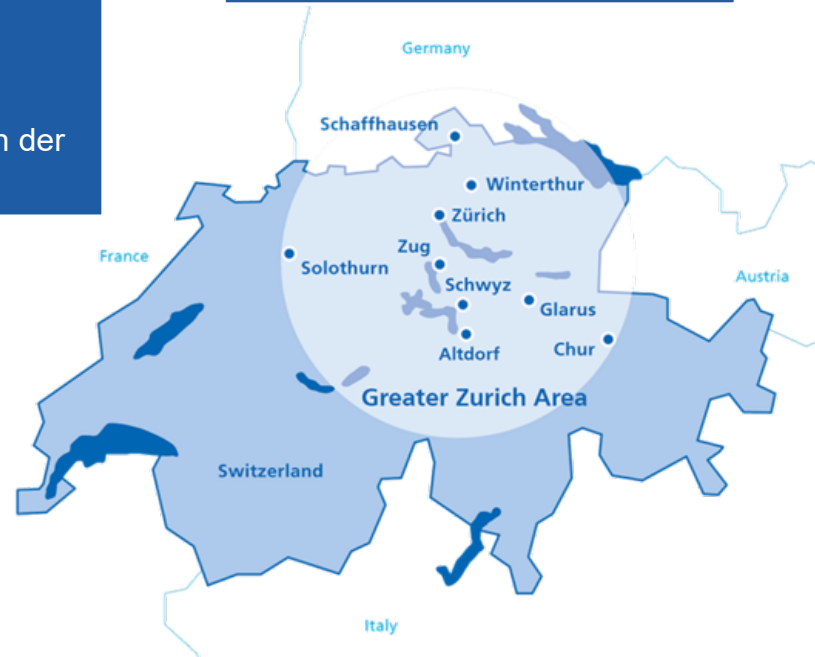 Germany
n der
Schaffhausen
Winterthur
Zürich
Zug
France
Solothurn
Schwyz
Austria
Glarus
Altdorf
Chur
Greater Zurich Area
Switzerland
Italy